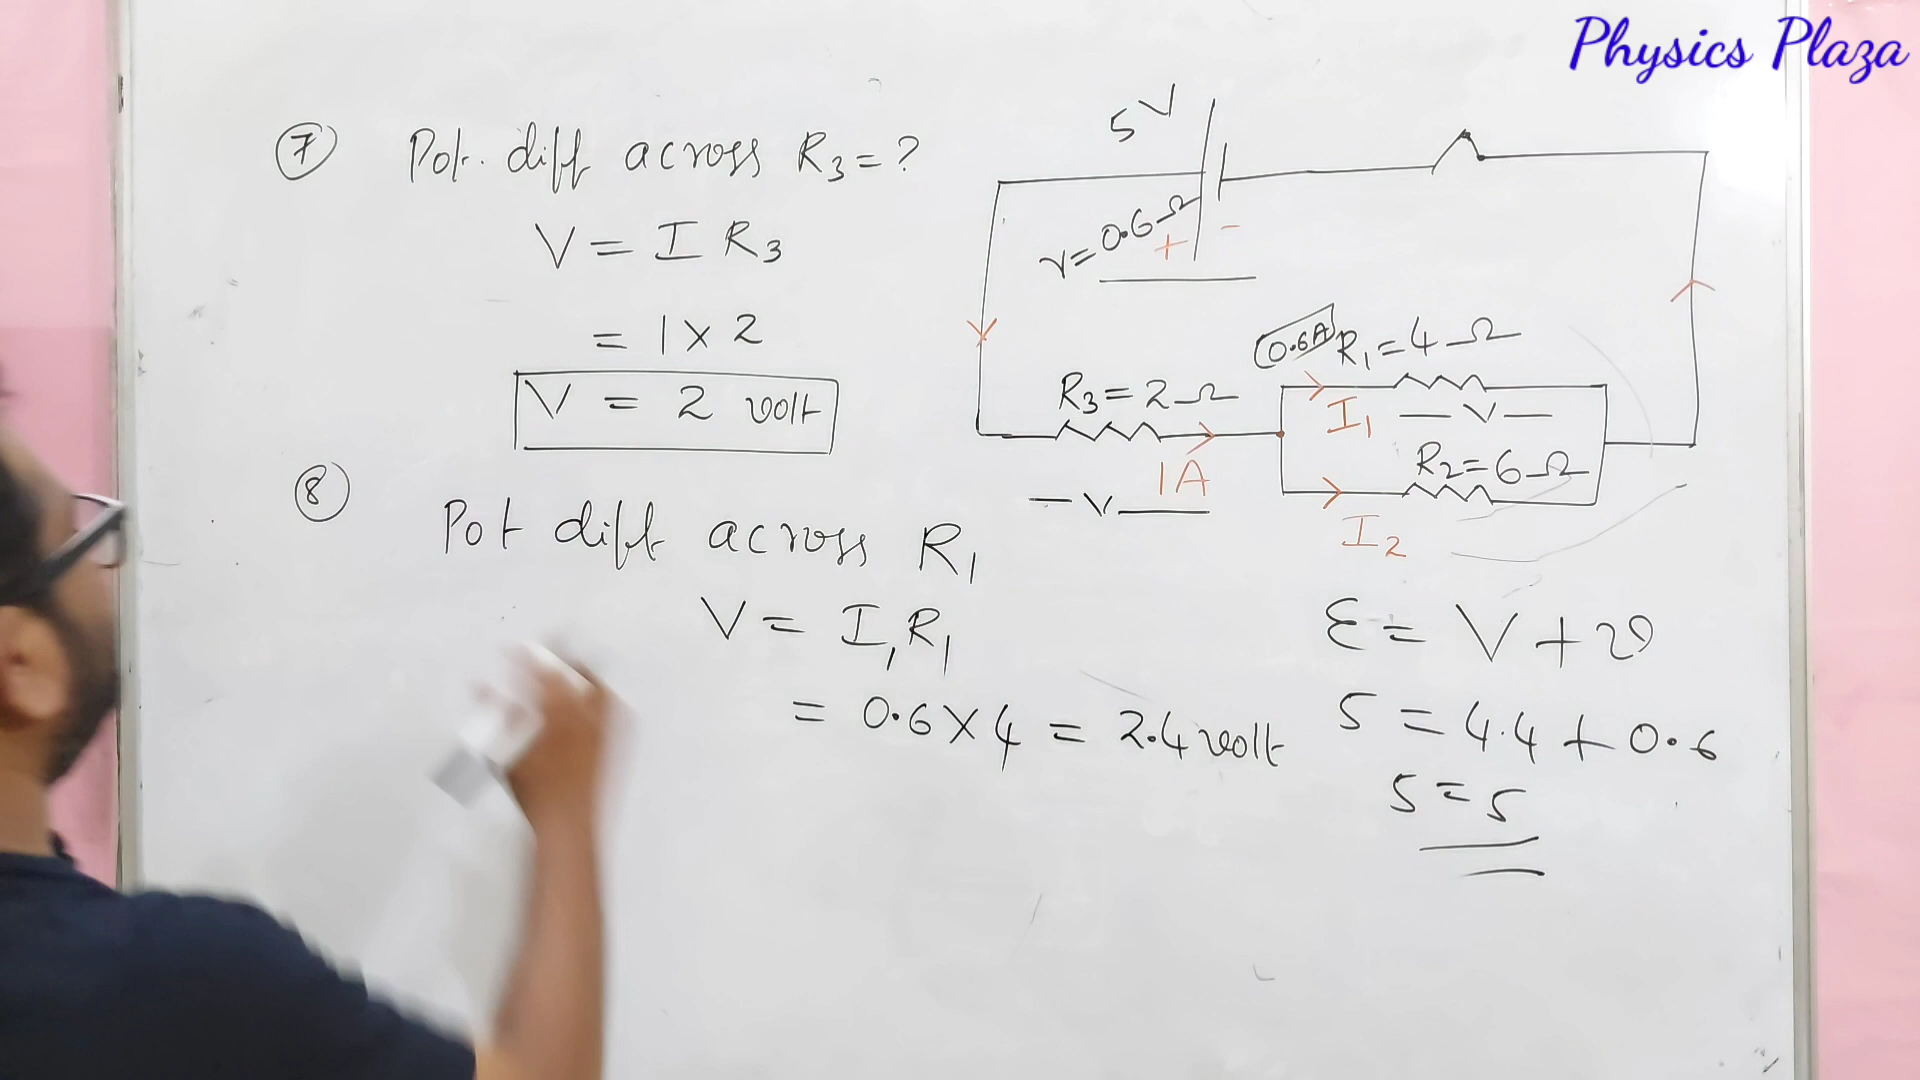 Physics Plaza
7 Pot. diff across R₃ = ?
V = I R₃
= 1 × 2
V = 2 volt
8 Pot diff across R₁
V = I₁R₁
= 0.6 × 4 = 2.4 volt
5V
r = 0.6Ω
+ -
0.6A R₁ = 4Ω
R₃ = 2Ω
I₁ — V —
R₂ = 6Ω
1A
— V —
I₂
Ɛ = V + v
5 = 4.4 + 0.6
5 = 5